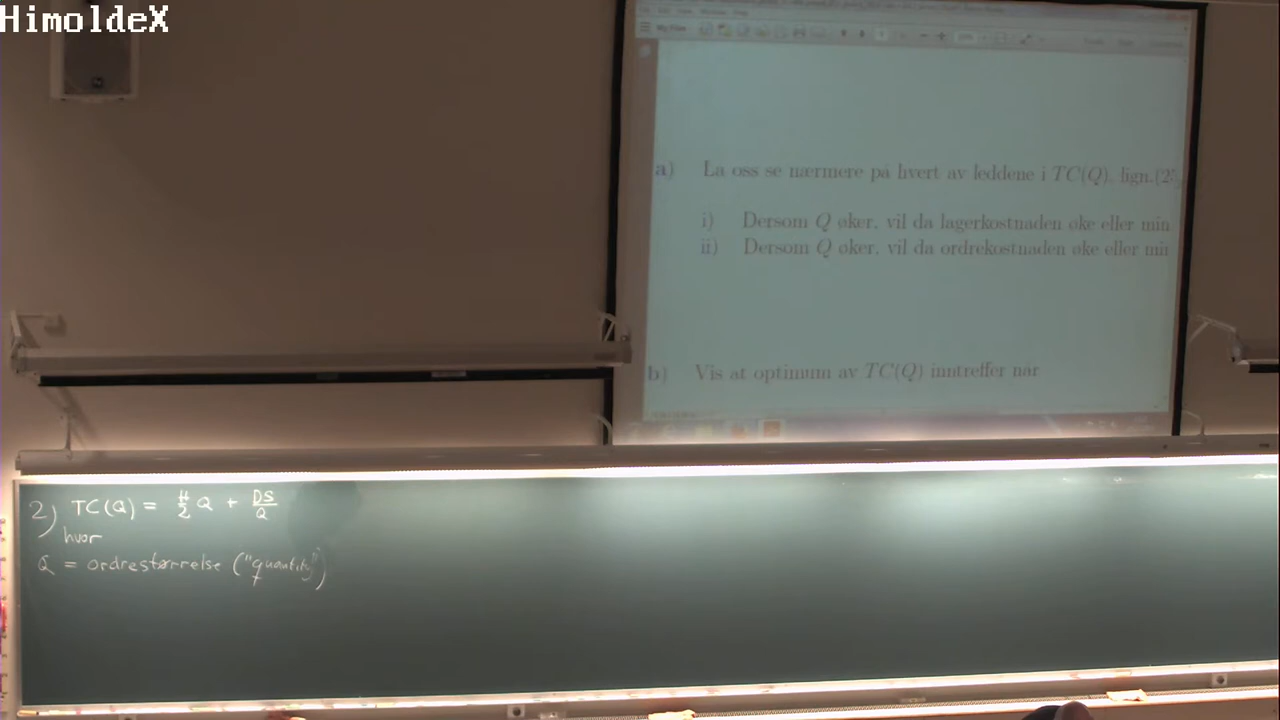 HimoldeX
a) La oss se nærmere på hvert av leddene i TC(Q), lign.(2
i) Dersom Q øker, vil da lagerkostnaden øke eller min
ii) Dersom Q øker, vil da ordrekostnaden øke eller min
b) Vis at optimum av TC(Q) inntreffer når
2) TC(Q) = H/2 Q + DS/Q
hvor
Q = ordrestørrelse ("quantity")